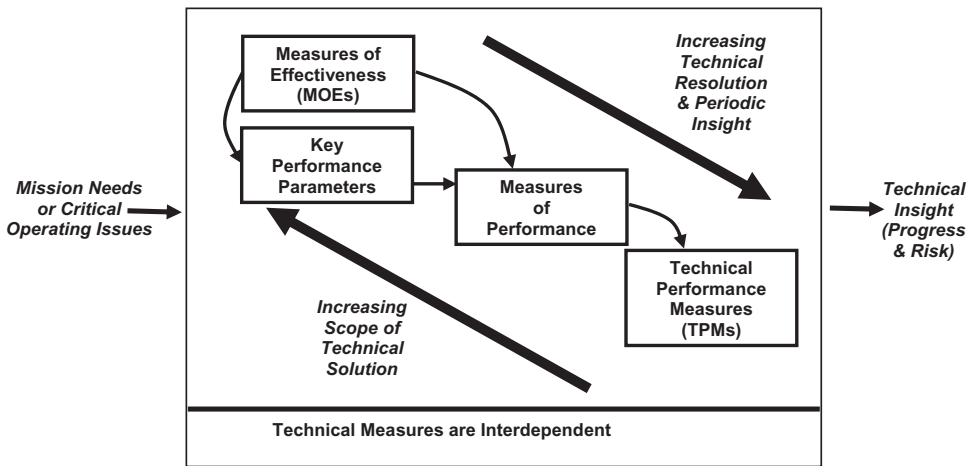 Mission Needs
or Critical
Operating Issues
Measures of
Effectiveness
(MOEs)
Key
Performance
Parameters
Measures
of
Performance
Technical
Performance
Measures
(TPMs)
Increasing
Technical
Resolution
& Periodic
Insight
Increasing
Scope of
Technical
Solution
Technical
Insight
(Progress
& Risk)
Technical Measures are Interdependent